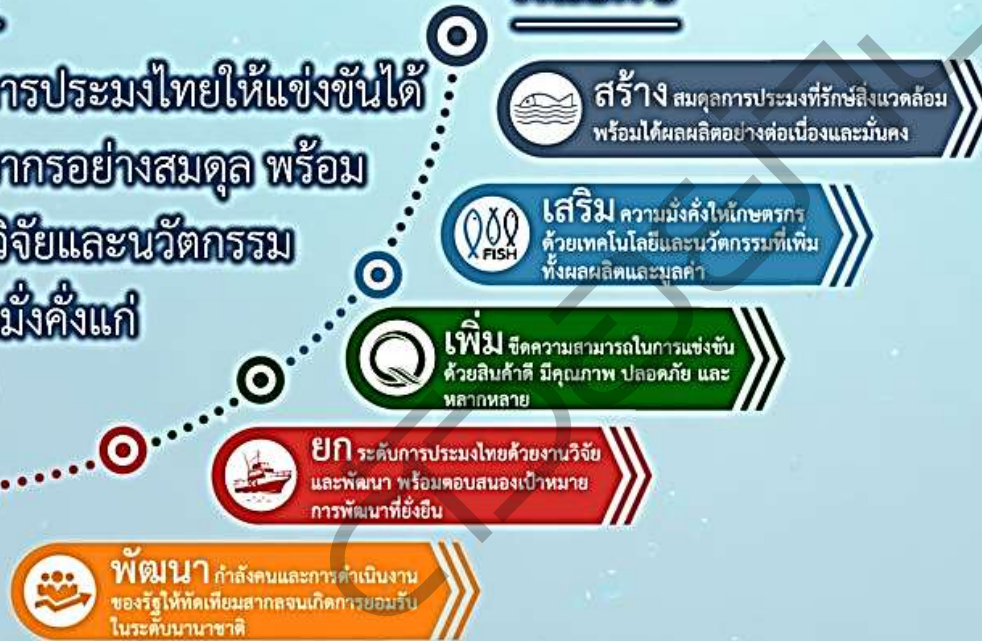 ารประมงไทยให้แข่งขันได้
ากรอย่างสมดุล พร้อม
วิจัยและนวัตกรรม
มั่งคั่งแก่
สร้าง สมดุลการประมงที่รักษ์สิ่งแวดล้อม
พร้อมได้ผลผลิตอย่างต่อเนื่องและมั่นคง
เสริม ความมั่งคั่งให้เกษตรกร
ด้วยเทคโนโลยีและนวัตกรรมที่เพิ่ม
ทั้งผลผลิตและมูลค่า
FISH
เพิ่ม ขีดความสามารถในการแข่งขัน
ด้วยสินค้าดี มีคุณภาพ ปลอดภัย และ
หลากหลาย
ยก ระดับการประมงไทยด้วยงานวิจัย
และพัฒนา พร้อมตอบสนองเป้าหมาย
การพัฒนาที่ยั่งยืน
พัฒนา กำลังคนและการดำเนินงาน
ของรัฐให้ทัดเทียมสากลจนเกิดการยอมรับ
ในระดับนานาชาติ